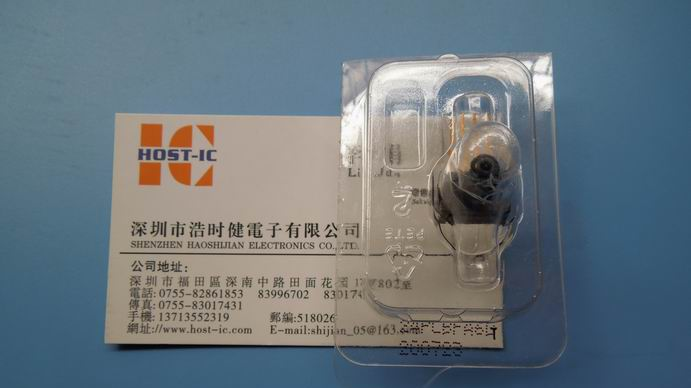 HOST-IC
深圳市浩时健電子有限公司
SHENZHEN HAOSHIJIAN ELECTRONICS CO.,LTD.
公司地址:
深圳市福田區深南中路田面花
電話:0755-82861853 83996702
傳真:0755-83017431
手機:13713552319 郵編:518026
網址://www.host-ic.com E-mail:shijian_05@163
PETE